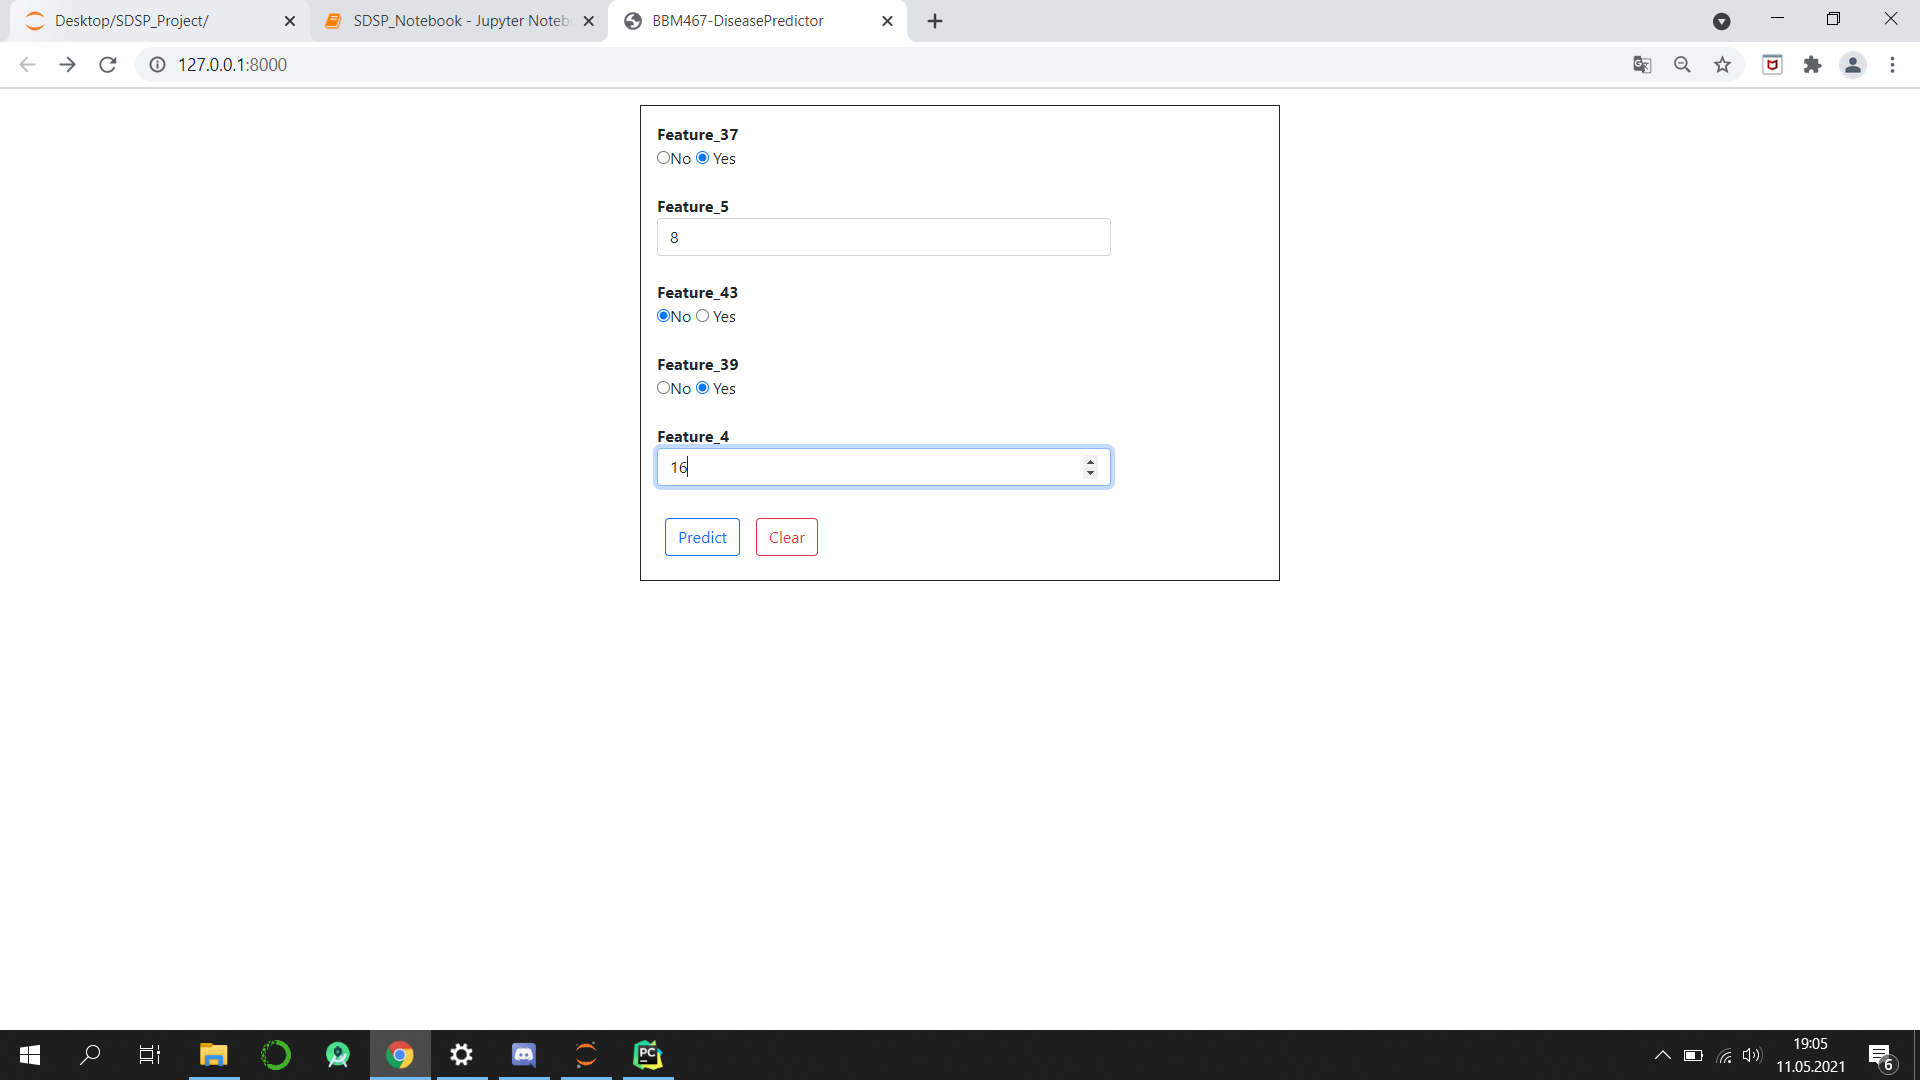 Desktop/SDSP_Project/
SDSP_Notebook - Jupyter Noteb
BBM467-DiseasePredictor
127.0.0.1:8000
Feature_37
No Yes
Feature_5
8
Feature_43
No Yes
Feature_39
No Yes
Feature_4
16
Predict Clear
PC
19:05
11.05.2021
6